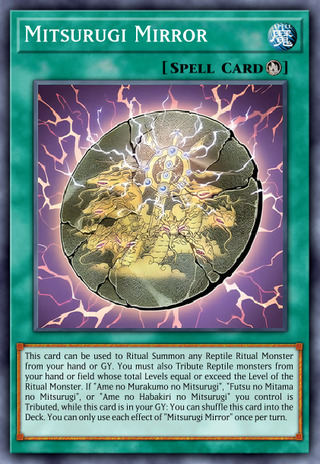 Mitsurugi Mirror
魔
[Spell Card]
This card can be used to Ritual Summon any Reptile Ritual Monster
from your hand or GY. You must also Tribute Reptile monsters from
your hand or field whose total Levels equal or exceed the Level of
the Ritual Monster. If "Ame no Murakumo no Mitsurugi", "Futsu no Mitama
no Mitsurugi", or "Ame no Habakiri no Mitsurugi" you control is
Tributed, while this card is in your GY: You can shuffle this card into the
Deck. You can only use each effect of "Mitsurugi Mirror" once per turn.